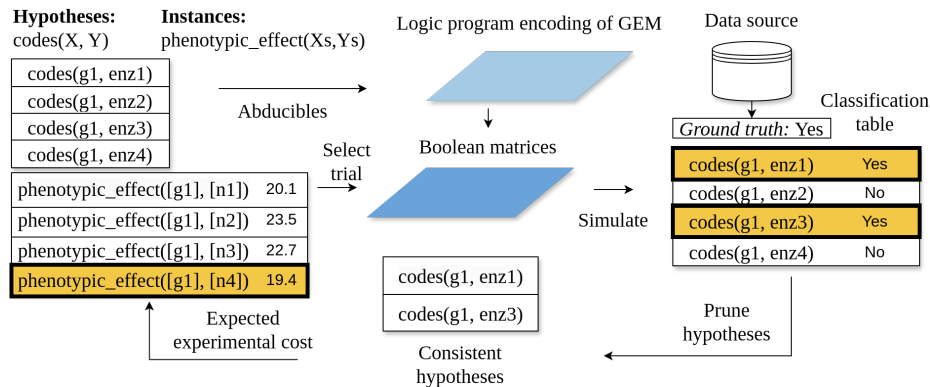 Hypotheses:
codes(X, Y)
Instances:
phenotypic_effect(Xs,Ys)
codes(g1, enz1)
codes(g1, enz2)
codes(g1, enz3)
codes(g1, enz4)
phenotypic_effect([g1], [n1]) 20.1
phenotypic_effect([g1], [n2]) 23.5
phenotypic_effect([g1], [n3]) 22.7
phenotypic_effect([g1], [n4]) 19.4
Expected
experimental cost
Abducibles
Select
trial
Logic program encoding of GEM
Boolean matrices
Simulate
Data source
Ground truth: Yes
Classification
table
codes(g1, enz1) Yes
codes(g1, enz2) No
codes(g1, enz3) Yes
codes(g1, enz4) No
Prune
hypotheses
codes(g1, enz1)
codes(g1, enz3)
Consistent
hypotheses